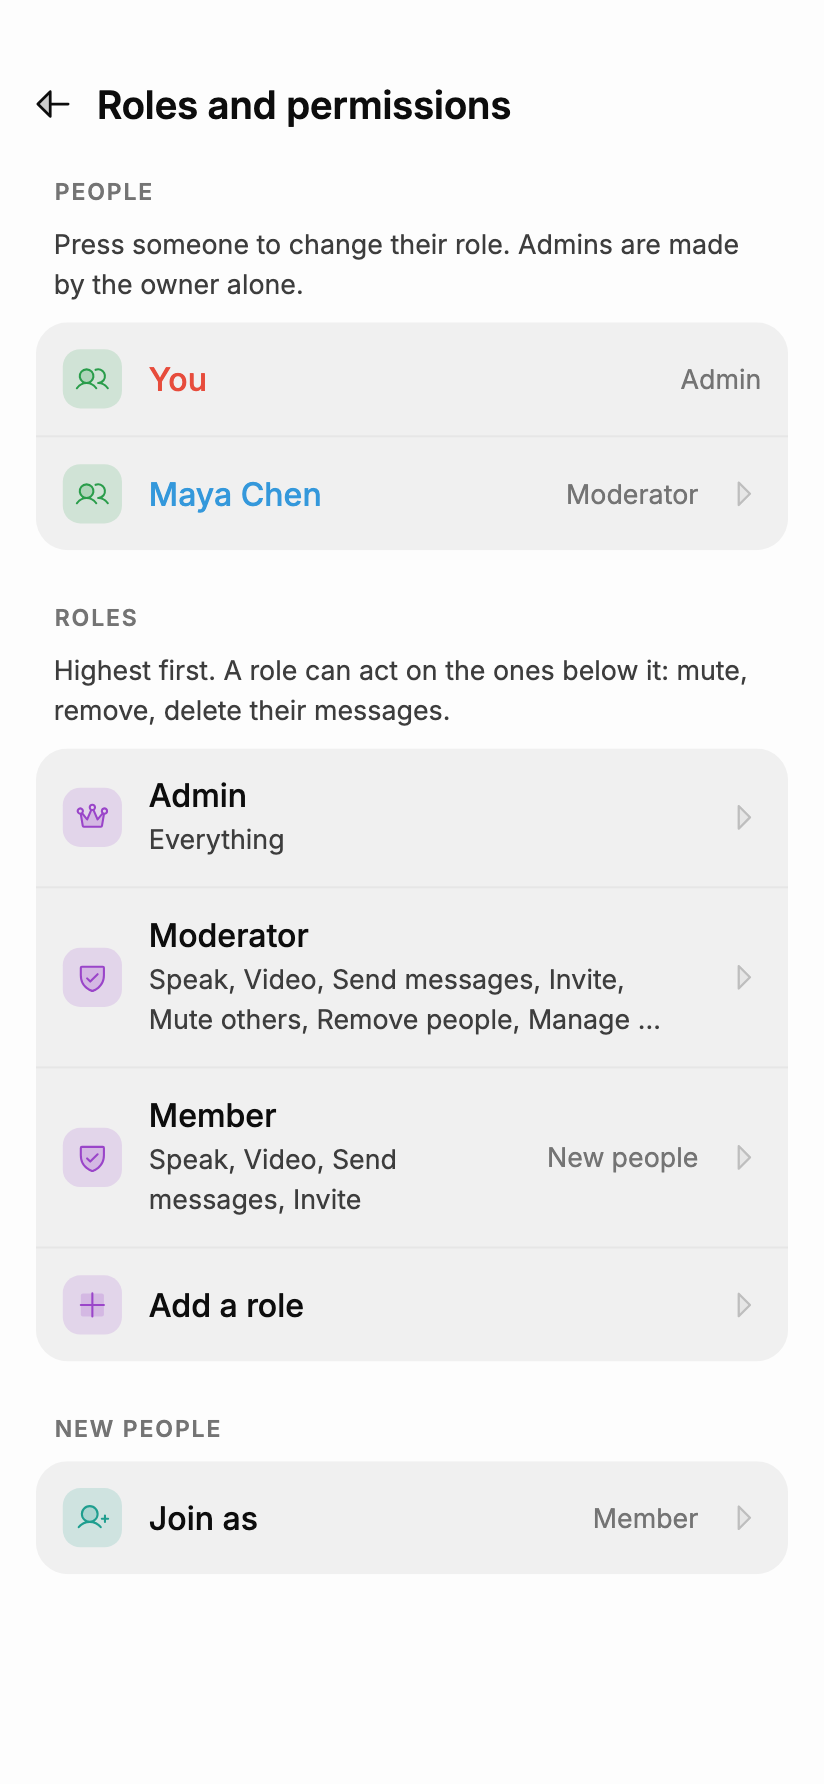 Roles and permissions
PEOPLE
Press someone to change their role. Admins are made
by the owner alone.
You
Admin
Maya Chen
Moderator
ROLES
Highest first. A role can act on the ones below it: mute,
remove, delete their messages.
Admin
Everything
Moderator
Speak, Video, Send messages, Invite,
Mute others, Remove people, Manage ...
Member
Speak, Video, Send
messages, Invite
New people
Add a role
NEW PEOPLE
Join as
Member